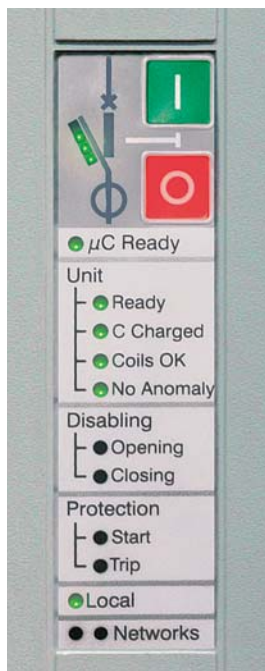 I
O
µC Ready
Unit
Ready
C Charged
Coils OK
No Anomaly
Disabling
Opening
Closing
Protection
Start
Trip
Local
Networks